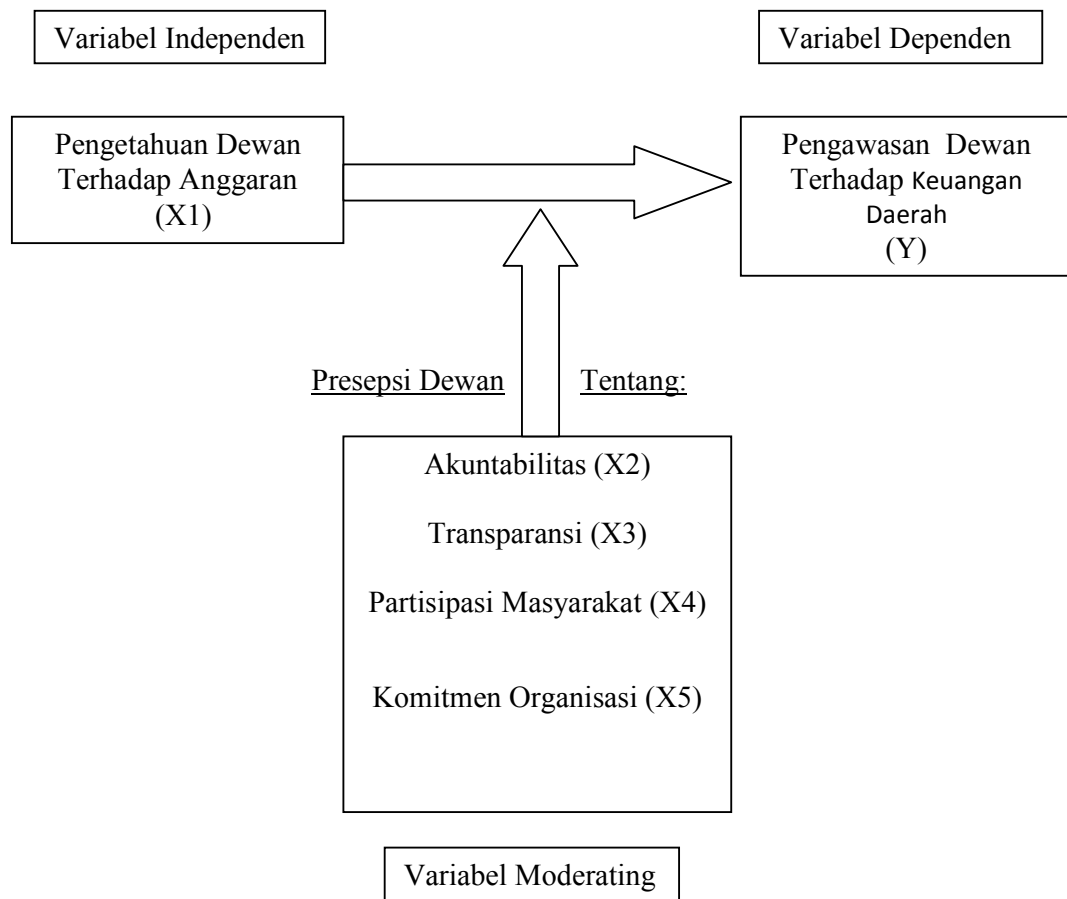 Variabel Independen
Variabel Dependen
Pengetahuan Dewan
Terhadap Anggaran
(X1)
Pengawasan Dewan
Terhadap Keuangan
Daerah
(Y)
Presepsi Dewan Tentang:
Akuntabilitas (X2)
Transparansi (X3)
Partisipasi Masyarakat (X4)
Komitmen Organisasi (X5)
Variabel Moderating